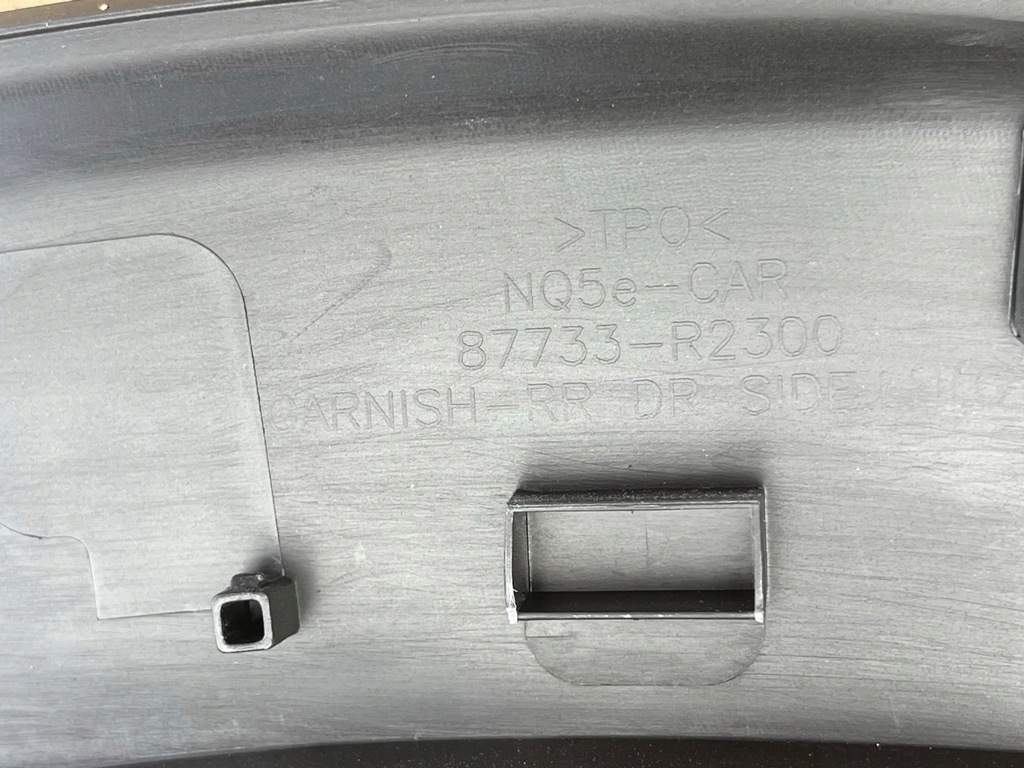 >TPO<
NQ5e-CAR
87733-R2300
GARNISH-RR DR SIDE